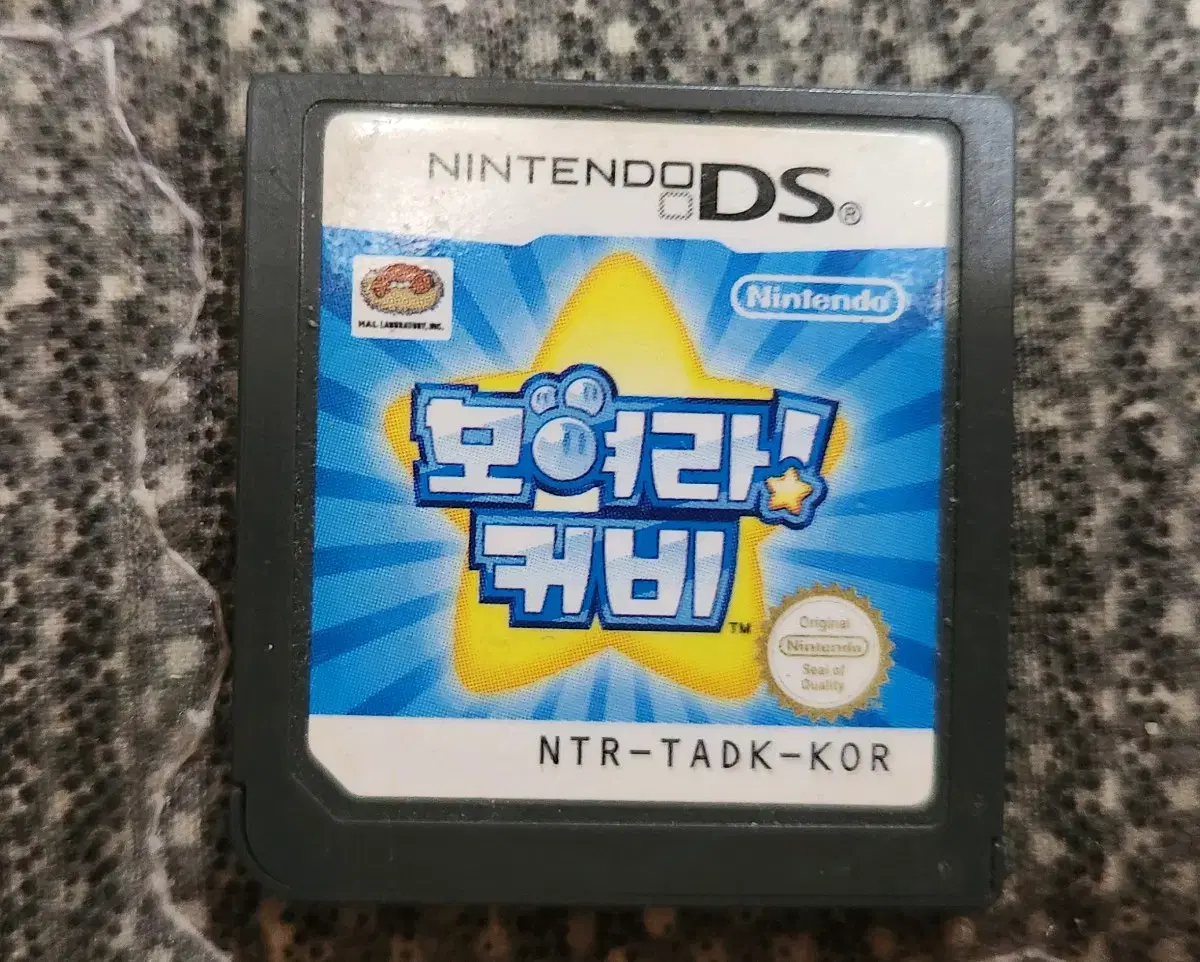 NINTENDO DS®
HAL LABORATORY, INC.
Nintendo®
모여라!
커비
TM
Original
Nintendo
Seal of
Quality
NTR-TADK-KOR